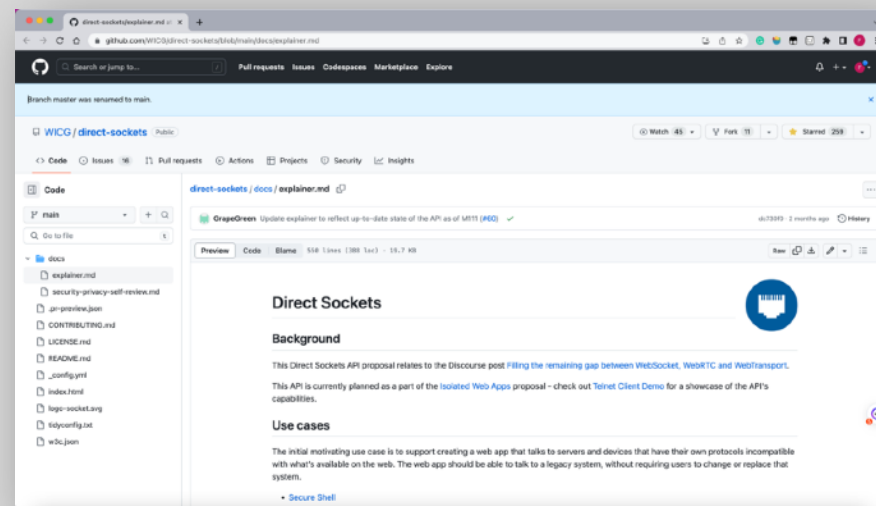 direct-sockets/explainer.md at
github.com/WICG/direct-sockets/blob/main/docs/explainer.md
Search or jump to...
/
Pull requests Issues Codespaces Marketplace Explore
Branch master was renamed to main.
WICG / direct-sockets Public
Watch 45
Fork 11
Starred 259
Code
Issues 16
Pull requests
Actions
Projects
Security
Insights
Code
direct-sockets / docs / explainer.md
main
GrapeGreen Update explainer to reflect up-to-date state of the API as of M111 (#60)
2 months ago
History
Go to file
t
Preview Code Blame 550 lines (380 loc) · 15.7 KB
Raw
docs
explainer.md
security-privacy-self-review.md
.pr-preview.json
CONTRIBUTING.md
LICENSE.md
README.md
_config.yml
index.html
logo-socket.svg
tidyconfig.txt
w3c.json
Direct Sockets
Background
This Direct Sockets API proposal relates to the Discourse post Filling the remaining gap between WebSocket, WebRTC and WebTransport.
This API is currently planned as a part of the Isolated Web Apps proposal - check out Telnet Client Demo for a showcase of the API's
capabilities.
Use cases
The initial motivating use case is to support creating a web app that talks to servers and devices that have their own protocols incompatible
with what's available on the web. The web app should be able to talk to a legacy system, without requiring users to change or replace that
system.
• Secure Shell